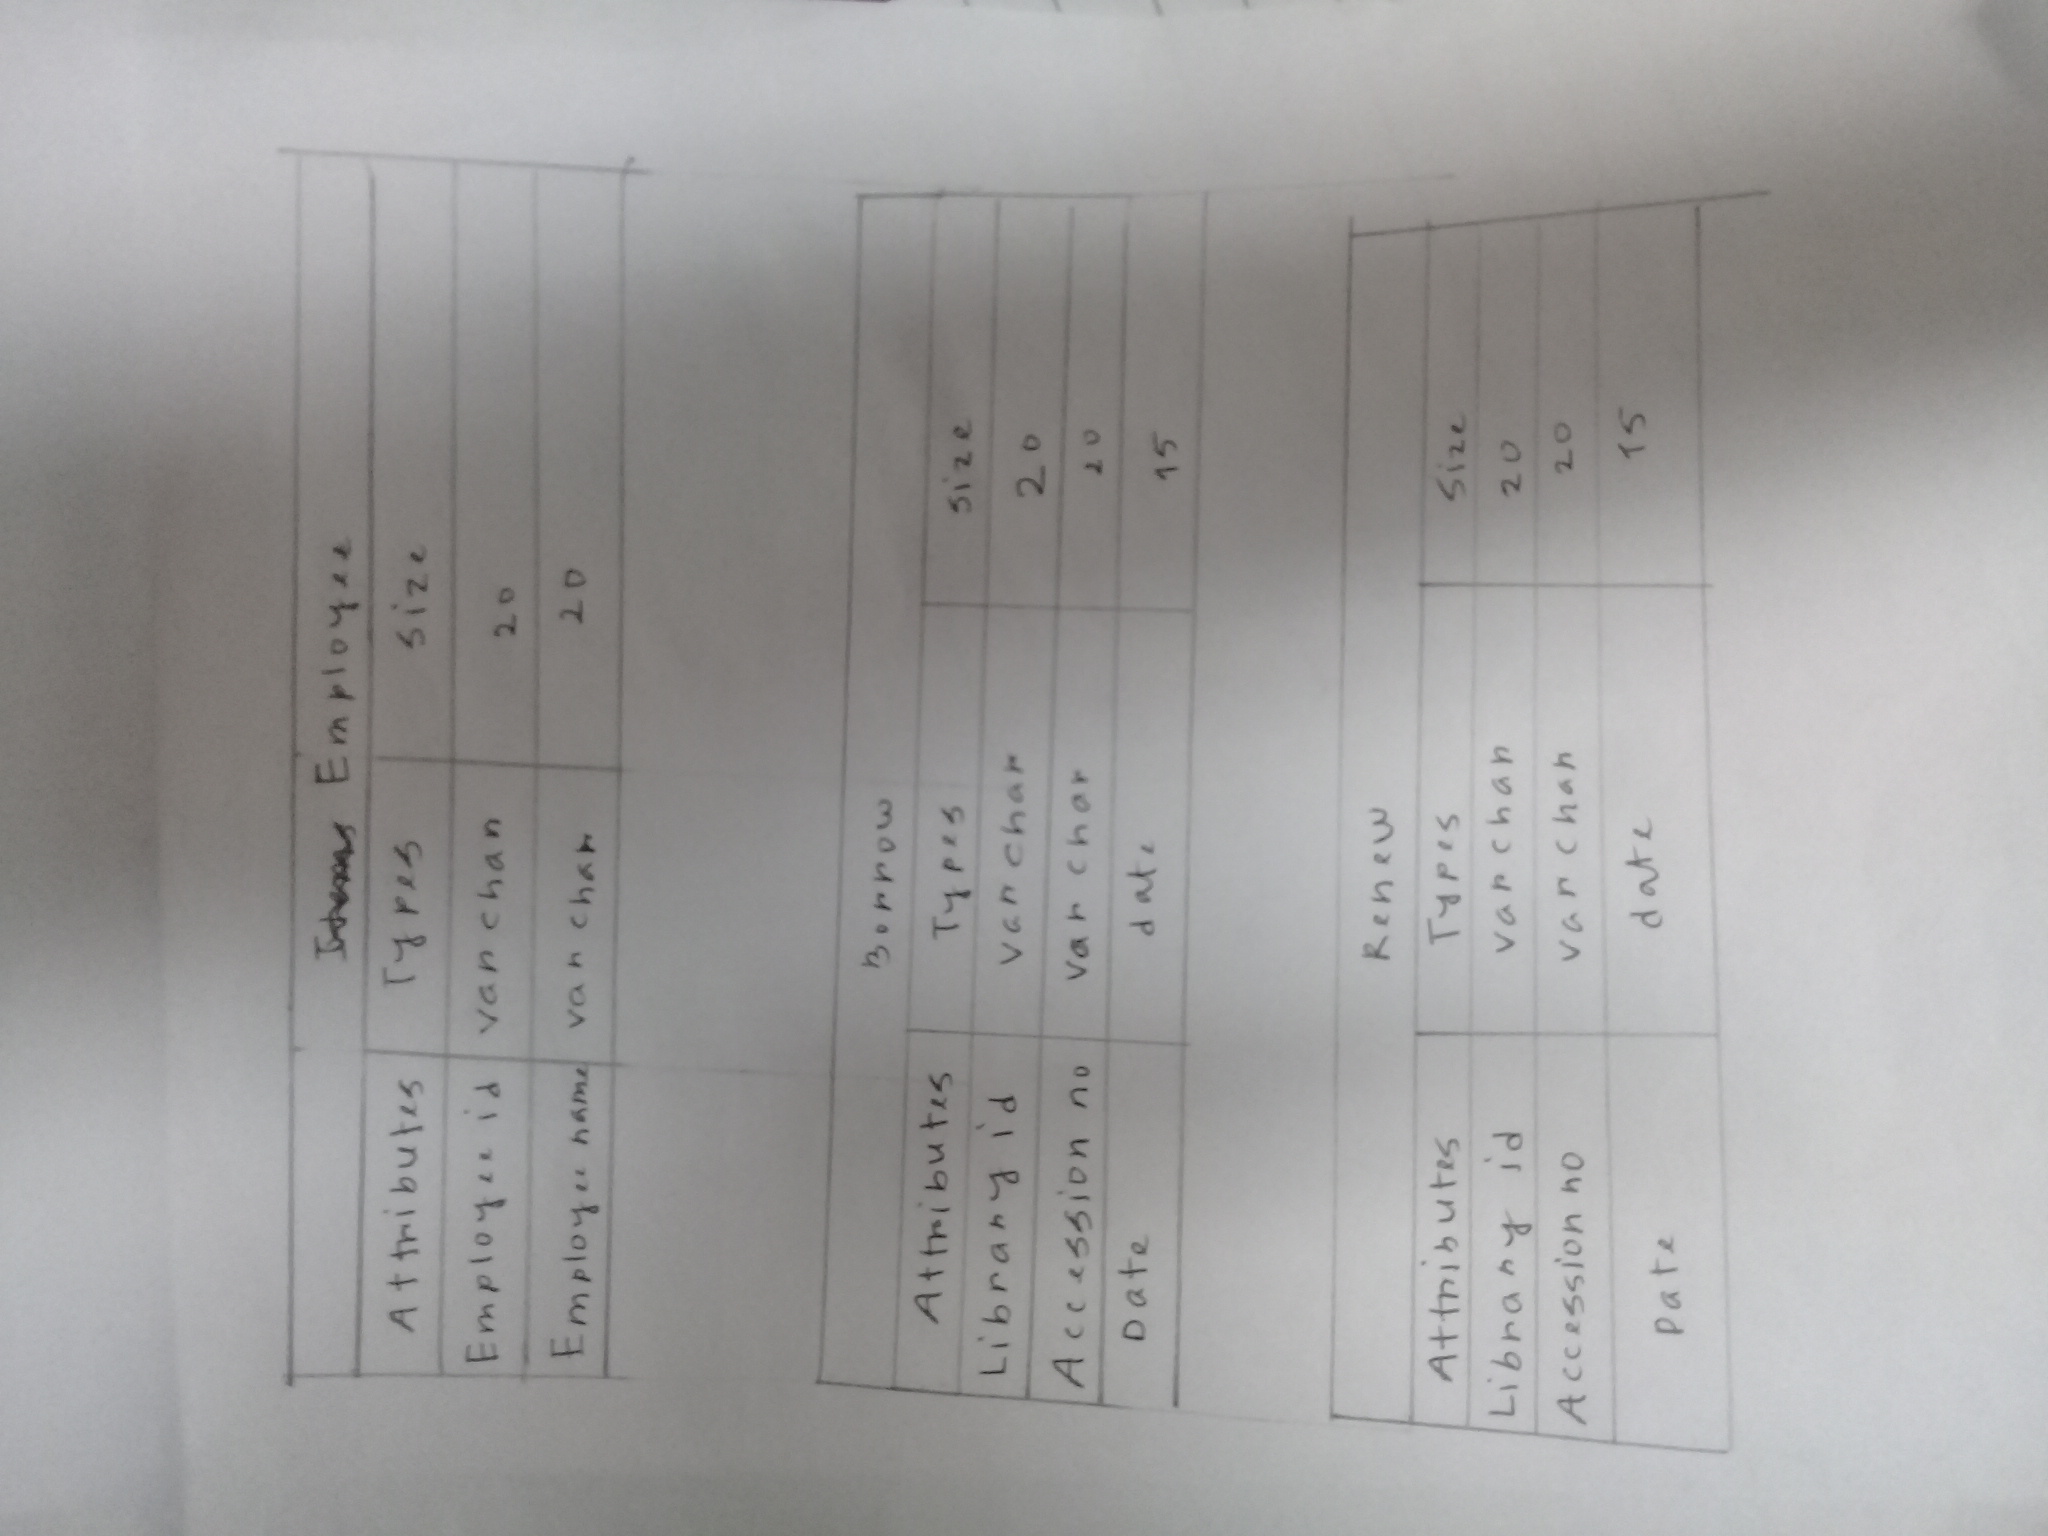 Items Employee
Attributes Types size
Employee id varchar 20
Employee name varchar 20
Borrow
Attributes Types size
Library id varchar 20
Accession no varchar 20
Date date 15
Renew
Attributes Types Size
Library id varchar 20
Accession no varchar 20
Date date 15